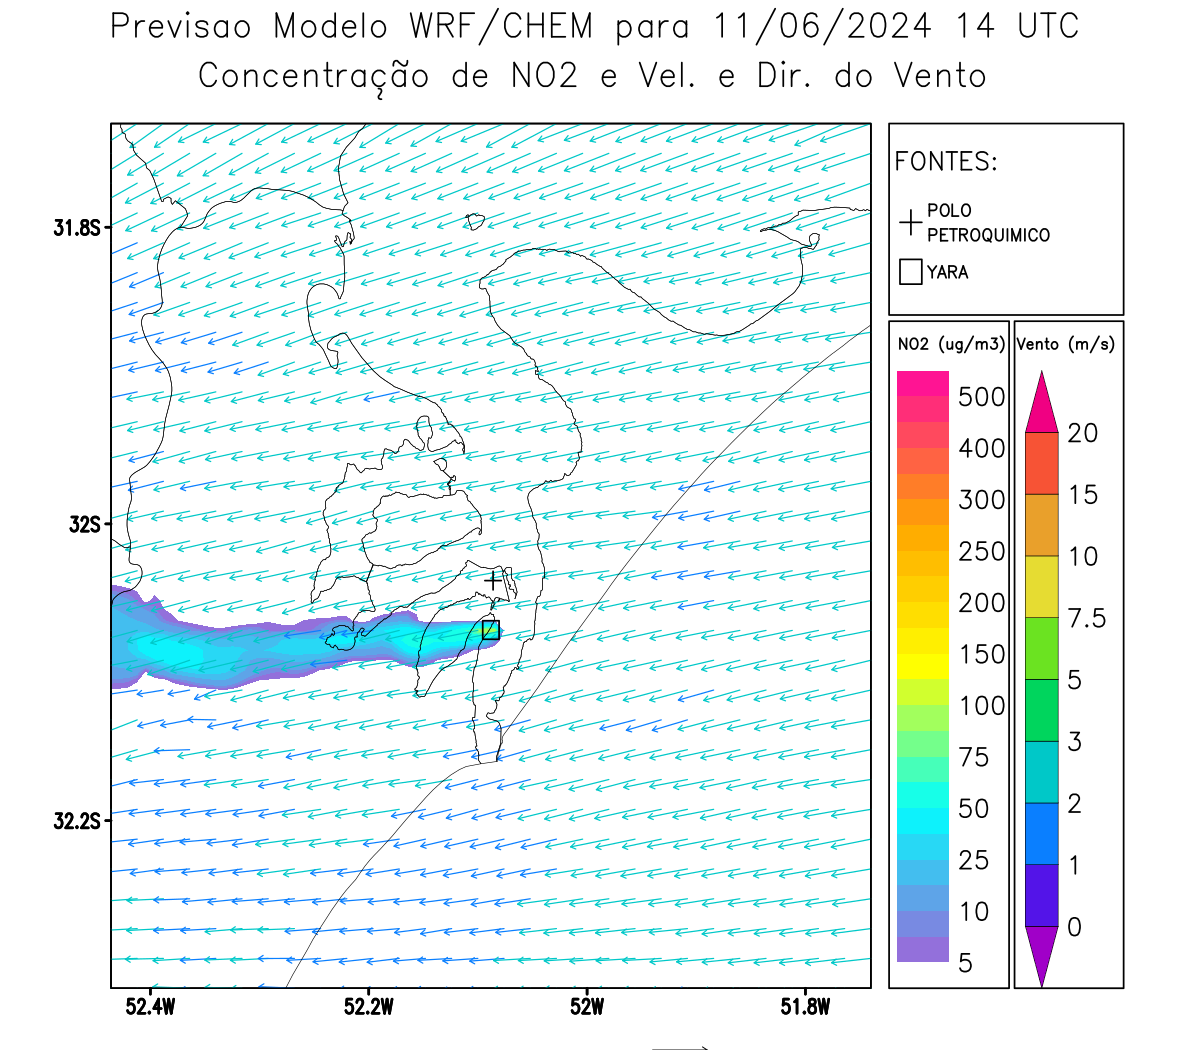 Previsao Modelo WRF/CHEM para 11/06/2024 14 UTC
Concentração de NO2 e Vel. e Dir. do Vento
FONTES:
POLO
PETROQUIMICO
YARA
31.8S
32S
32.2S
52.4W
52.2W
52W
51.8W
NO2 (ug/m3)
500
400
300
250
200
150
100
75
50
25
10
5
Vento (m/s)
20
15
10
7.5
5
3
2
1
0